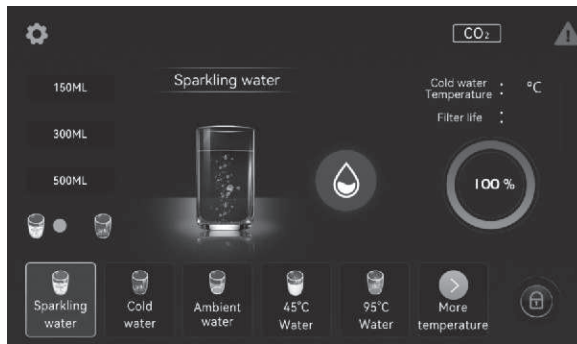 CO₂
Sparkling water
Cold water
Temperature : °C
Filter life :
150ML
300ML
500ML
100 %
Sparkling
water
Cold
water
Ambient
water
45°C
Water
95°C
Water
More
temperature